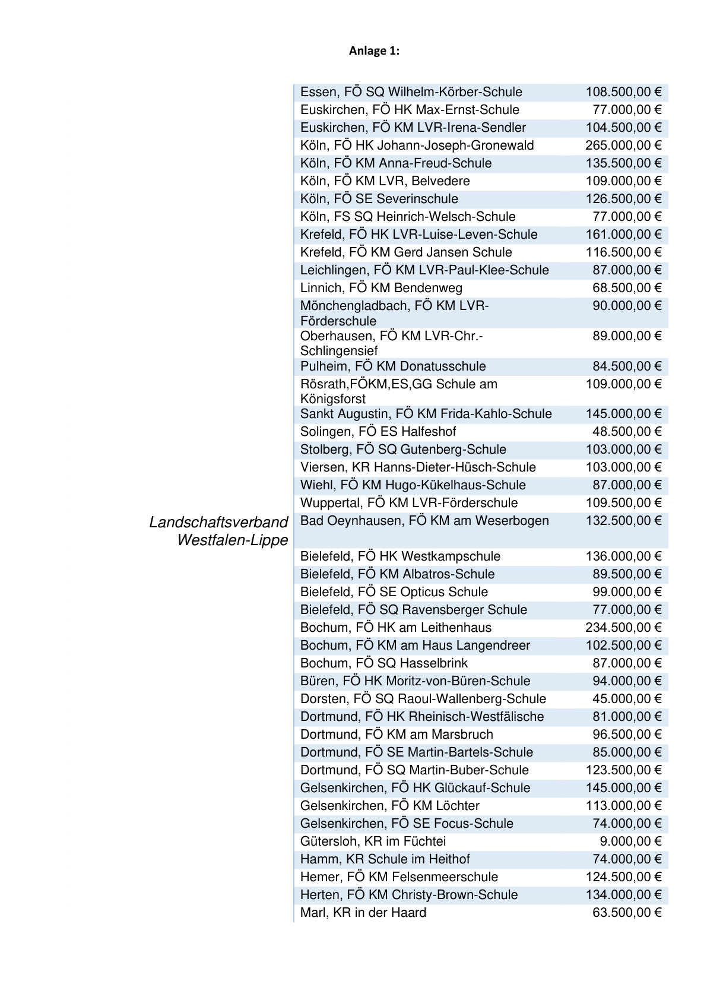 Anlage 1:
Essen, FÖ SQ Wilhelm-Körber-Schule 108.500,00 €
Euskirchen, FÖ HK Max-Ernst-Schule 77.000,00 €
Euskirchen, FÖ KM LVR-Irena-Sendler 104.500,00 €
Köln, FÖ HK Johann-Joseph-Gronewald 265.000,00 €
Köln, FÖ KM Anna-Freud-Schule 135.500,00 €
Köln, FÖ KM LVR, Belvedere 109.000,00 €
Köln, FÖ SE Severinschule 126.500,00 €
Köln, FS SQ Heinrich-Welsch-Schule 77.000,00 €
Krefeld, FÖ HK LVR-Luise-Leven-Schule 161.000,00 €
Krefeld, FÖ KM Gerd Jansen Schule 116.500,00 €
Leichlingen, FÖ KM LVR-Paul-Klee-Schule 87.000,00 €
Linnich, FÖ KM Bendenweg 68.500,00 €
Mönchengladbach, FÖ KM LVR- 90.000,00 €
Förderschule
Oberhausen, FÖ KM LVR-Chr.- 89.000,00 €
Schlingensief
Pulheim, FÖ KM Donatusschule 84.500,00 €
Rösrath,FÖKM,ES,GG Schule am 109.000,00 €
Königsforst
Sankt Augustin, FÖ KM Frida-Kahlo-Schule 145.000,00 €
Solingen, FÖ ES Halfeshof 48.500,00 €
Stolberg, FÖ SQ Gutenberg-Schule 103.000,00 €
Viersen, KR Hanns-Dieter-Hüsch-Schule 103.000,00 €
Wiehl, FÖ KM Hugo-Kükelhaus-Schule 87.000,00 €
Wuppertal, FÖ KM LVR-Förderschule 109.500,00 €
Landschaftsverband Bad Oeynhausen, FÖ KM am Weserbogen 132.500,00 €
Westfalen-Lippe
Bielefeld, FÖ HK Westkampschule 136.000,00 €
Bielefeld, FÖ KM Albatros-Schule 89.500,00 €
Bielefeld, FÖ SE Opticus Schule 99.000,00 €
Bielefeld, FÖ SQ Ravensberger Schule 77.000,00 €
Bochum, FÖ HK am Leithenhaus 234.500,00 €
Bochum, FÖ KM am Haus Langendreer 102.500,00 €
Bochum, FÖ SQ Hasselbrink 87.000,00 €
Büren, FÖ HK Moritz-von-Büren-Schule 94.000,00 €
Dorsten, FÖ SQ Raoul-Wallenberg-Schule 45.000,00 €
Dortmund, FÖ HK Rheinisch-Westfälische 81.000,00 €
Dortmund, FÖ KM am Marsbruch 96.500,00 €
Dortmund, FÖ SE Martin-Bartels-Schule 85.000,00 €
Dortmund, FÖ SQ Martin-Buber-Schule 123.500,00 €
Gelsenkirchen, FÖ HK Glückauf-Schule 145.000,00 €
Gelsenkirchen, FÖ KM Löchter 113.000,00 €
Gelsenkirchen, FÖ SE Focus-Schule 74.000,00 €
Gütersloh, KR im Füchtei 9.000,00 €
Hamm, KR Schule im Heithof 74.000,00 €
Hemer, FÖ KM Felsenmeerschule 124.500,00 €
Herten, FÖ KM Christy-Brown-Schule 134.000,00 €
Marl, KR in der Haard 63.500,00 €